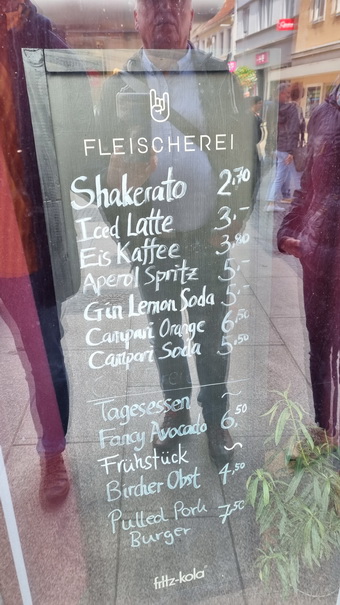 FLEISCHEREI
Shakerato 2,70
Iced Latte 3,-
Eis Kaffee 3,80
Aperol Spritz 5,-
Gin Lemon Soda 5,-
Campari Orange 6,50
Campari Soda 5,50
Tagesessen ~
Fancy Avocado 6,50
Frühstück ~
Bircher Obst 4,50
Pulled Pork 7,50
Burger
fritz-kola